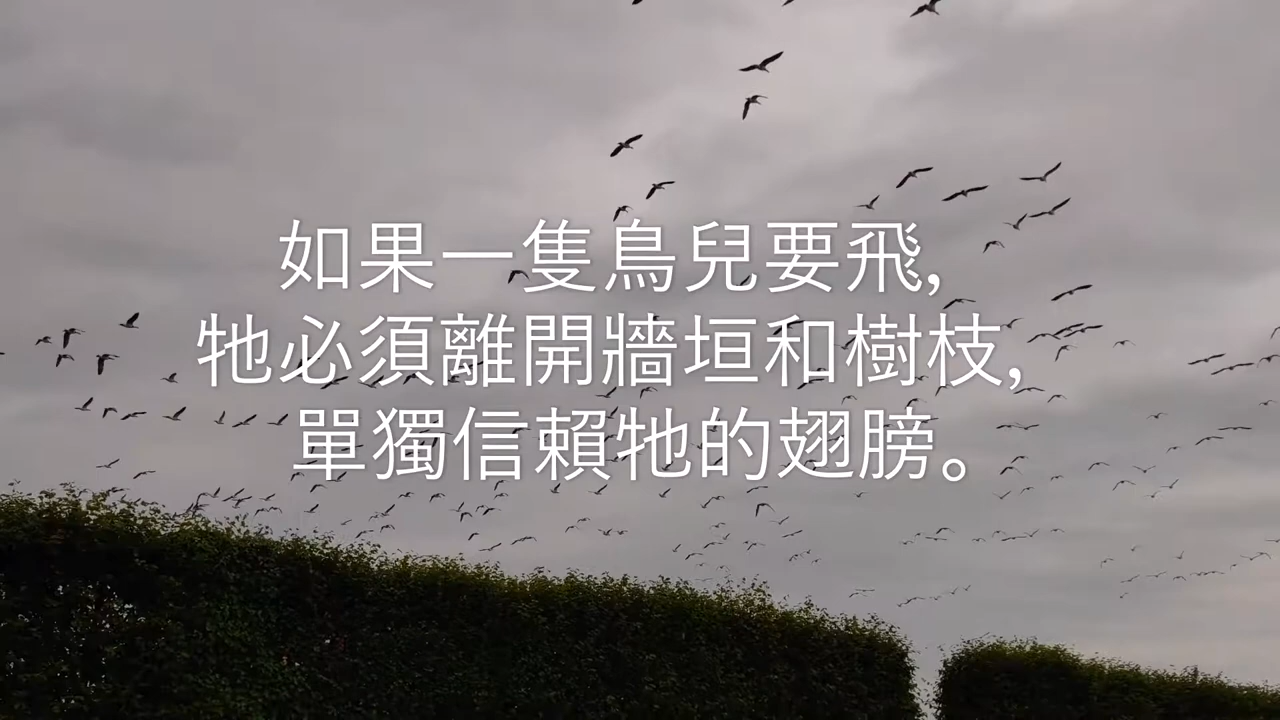 如果一隻鳥兒要飛,
牠必須離開牆垣和樹枝,
單獨信賴牠的翅膀。